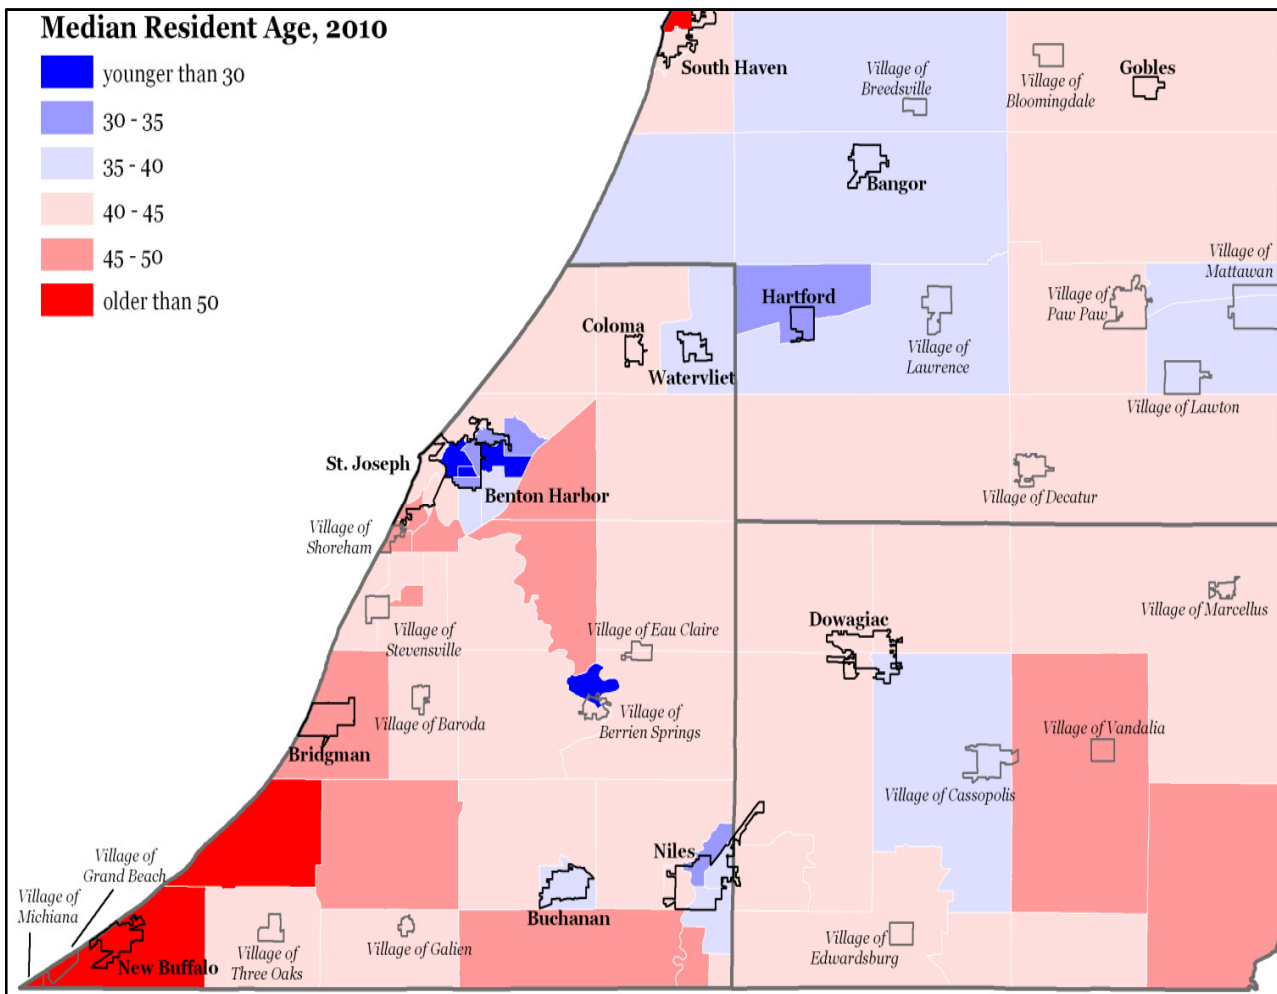 Median Resident Age, 2010
younger than 30
30 - 35
35 - 40
40 - 45
45 - 50
older than 50
South Haven
Village of
Breedsville
Village of
Bloomingdale
Gobles
Bangor
Village of
Mattawan
Hartford
Village of
Paw Paw
Coloma
Village of
Lawrence
Watervliet
Village of Lawton
St. Joseph
Benton Harbor
Village of Decatur
Village of
Shoreham
Village of Marcellus
Dowagiac
Village of
Stevensville
Village of Eau Claire
Village of Baroda
Village of
Berrien Springs
Village of Vandalia
Bridgman
Village of Cassopolis
Village of
Grand Beach
Niles
Village of
Michiana
Buchanan
Village of
Edwardsburg
Village of Galien
Village of
Three Oaks
New Buffalo